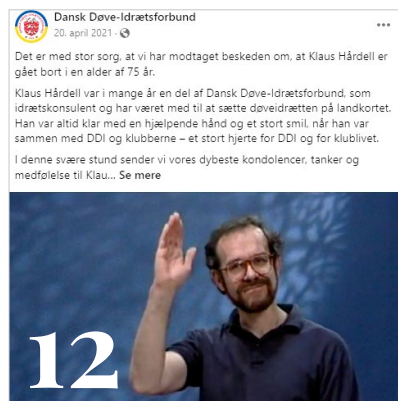 Dansk Døve-Idrætsforbund
20. april 2021 ·
Det er med stor sorg, at vi har modtaget beskeden om, at Klaus Hårdell er
gået bort i en alder af 75 år.
Klaus Hårdell var i mange år en del af Dansk Døve-Idrætsforbund, som
idrætskonsulent og har været med til at sætte døveidrætten på landkortet.
Han var altid klar med en hjælpende hånd og et stort smil, når han var
sammen med DDI og klubberne – et stort hjerte for DDI og for klublivet.
I denne svære stund sender vi vores dybeste kondolencer, tanker og
medfølelse til Klau... Se mere
12